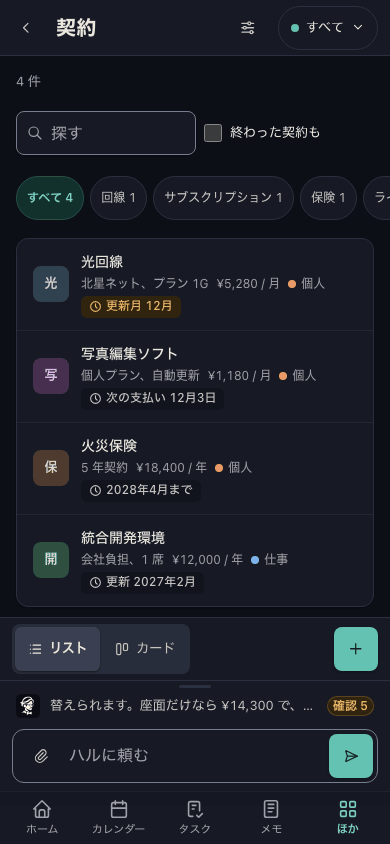 契約
すべて
4 件
探す
終わった契約も
すべて 4
回線 1
サブスクリプション 1
保険 1
ラ
光
光回線
北星ネット、プラン 1G ¥5,280 / 月 個人
更新月 12月
写
写真編集ソフト
個人プラン、自動更新 ¥1,180 / 月 個人
次の支払い 12月3日
保
火災保険
5 年契約 ¥18,400 / 年 個人
2028年4月まで
開
統合開発環境
会社負担、1 席 ¥12,000 / 年 仕事
更新 2027年2月
リスト
カード
替えられます。座面だけなら ¥14,300 で、...
確認 5
ハルに頼む
ホーム
カレンダー
タスク
メモ
ほか